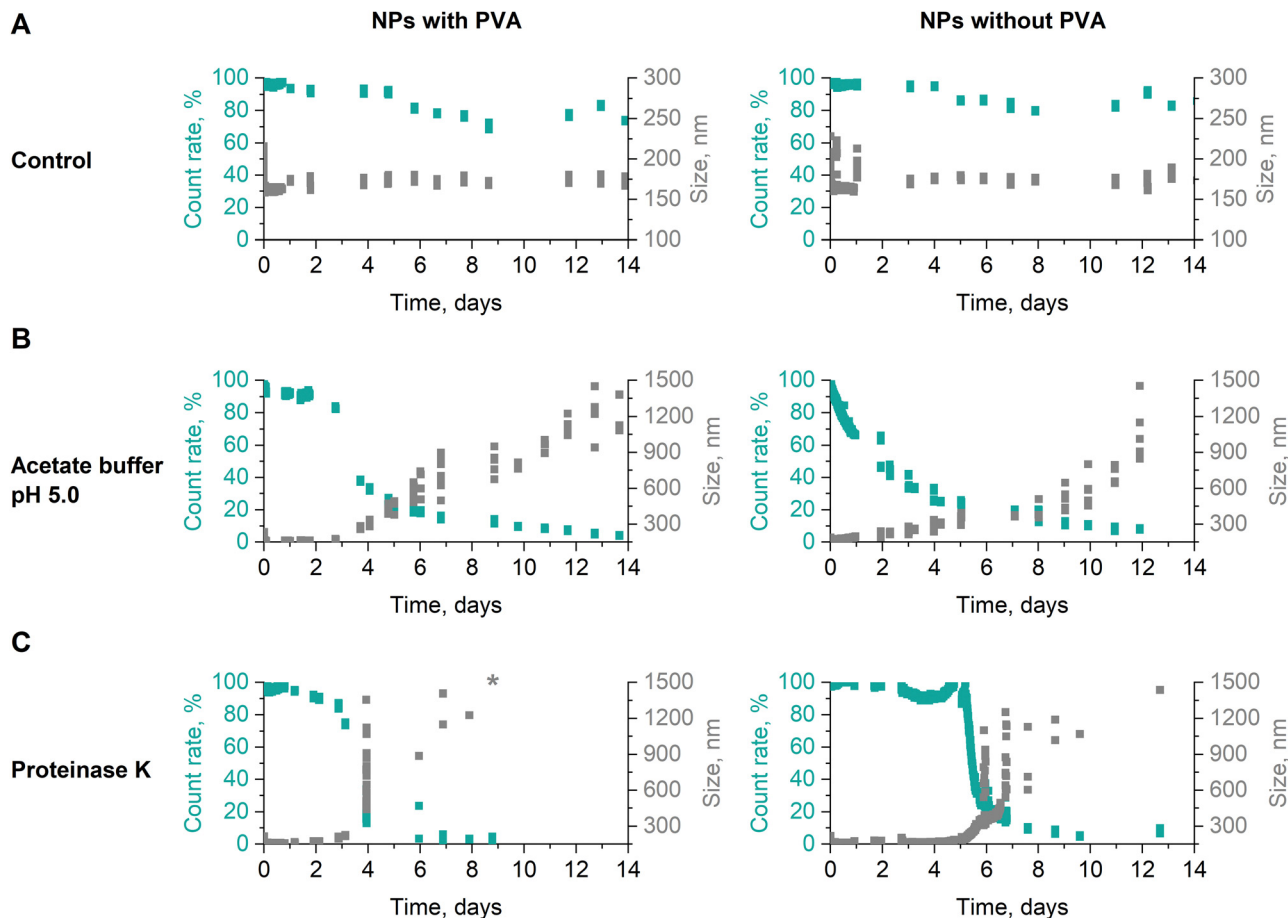 NPs with PVA
NPs without PVA
A
Control
Count rate, %
100
80
60
40
20
0
300
250
200
150
100
Size, nm
0 2 4 6 8 10 12 14
Time, days
Count rate, %
100
80
60
40
20
0
300
250
200
150
100
Size, nm
0 2 4 6 8 10 12 14
Time, days
B
Acetate buffer
pH 5.0
Count rate, %
100
80
60
40
20
0
1500
1200
900
600
300
Size, nm
0 2 4 6 8 10 12 14
Time, days
Count rate, %
100
80
60
40
20
0
1500
1200
900
600
300
Size, nm
0 2 4 6 8 10 12 14
Time, days
C
Proteinase K
Count rate, %
100
80
60
40
20
0
*
1500
1200
900
600
300
Size, nm
0 2 4 6 8 10 12 14
Time, days
Count rate, %
100
80
60
40
20
0
1500
1200
900
600
300
Size, nm
0 2 4 6 8 10 12 14
Time, days